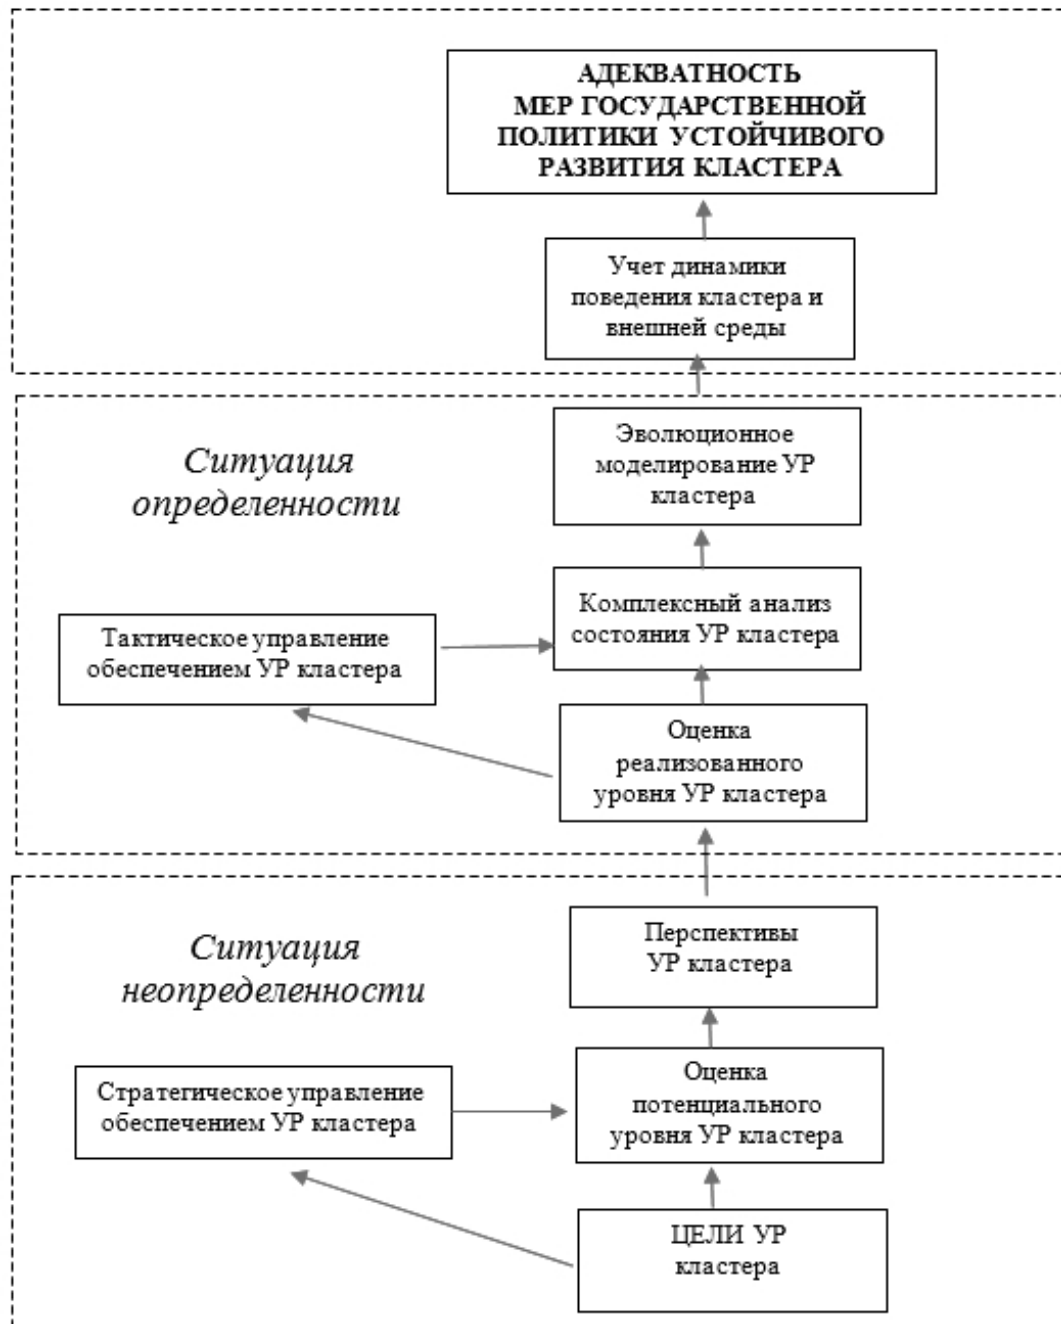 АДЕКВАТНОСТЬ
МЕР ГОСУДАРСТВЕННОЙ
ПОЛИТИКИ УСТОЙЧИВОГО
РАЗВИТИЯ КЛАСТЕРА
Учет динамики
поведения кластера и
внешней среды
Ситуация
определенности
Эволюционное
моделирование УР
кластера
Тактическое управление
обеспечением УР кластера
Комплексный анализ
состояния УР кластера
Оценка
реализованного
уровня УР кластера
Ситуация
неопределенности
Перспективы
УР кластера
Стратегическое управление
обеспечением УР кластера
Оценка
потенциального
уровня УР кластера
ЦЕЛИ УР
кластера